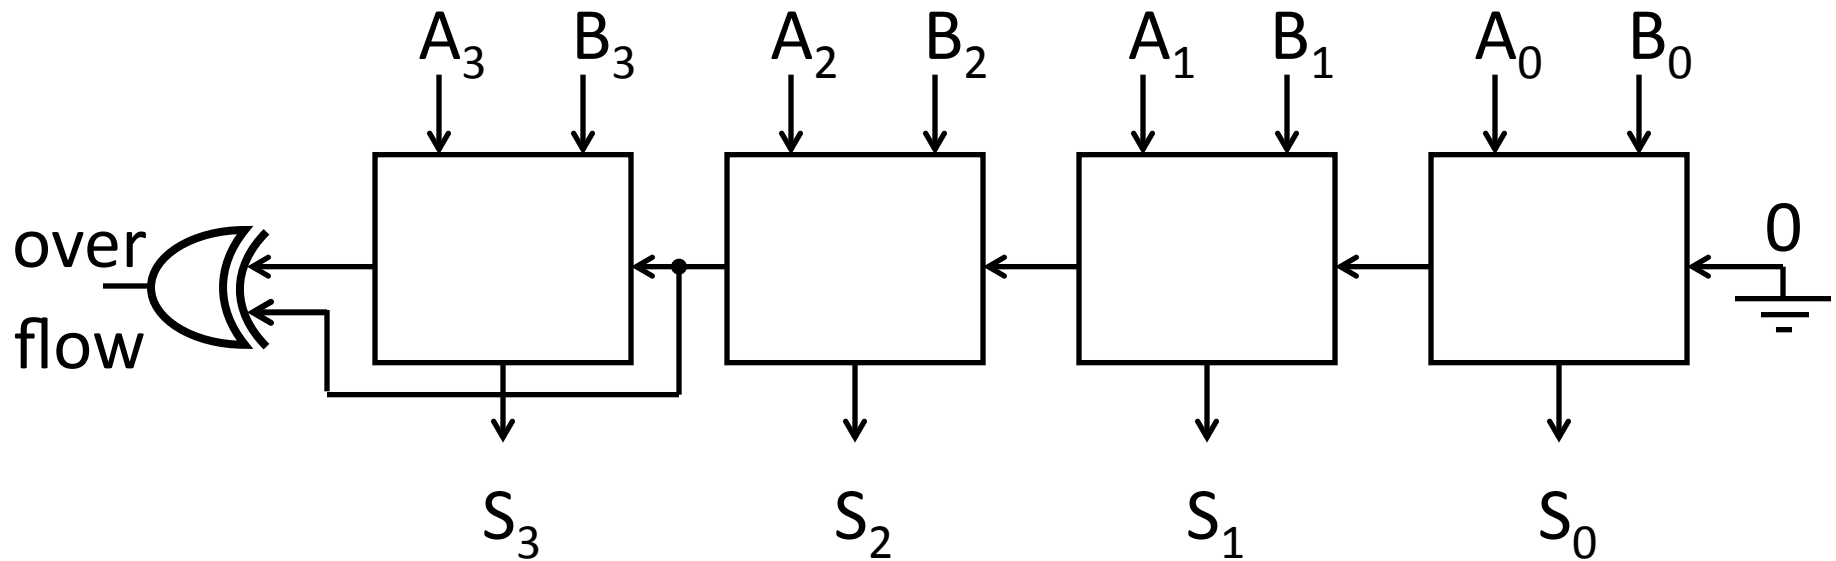 A3 B3 A2 B2 A1 B1 A0 B0
0
over
flow
S3 S2 S1 S0